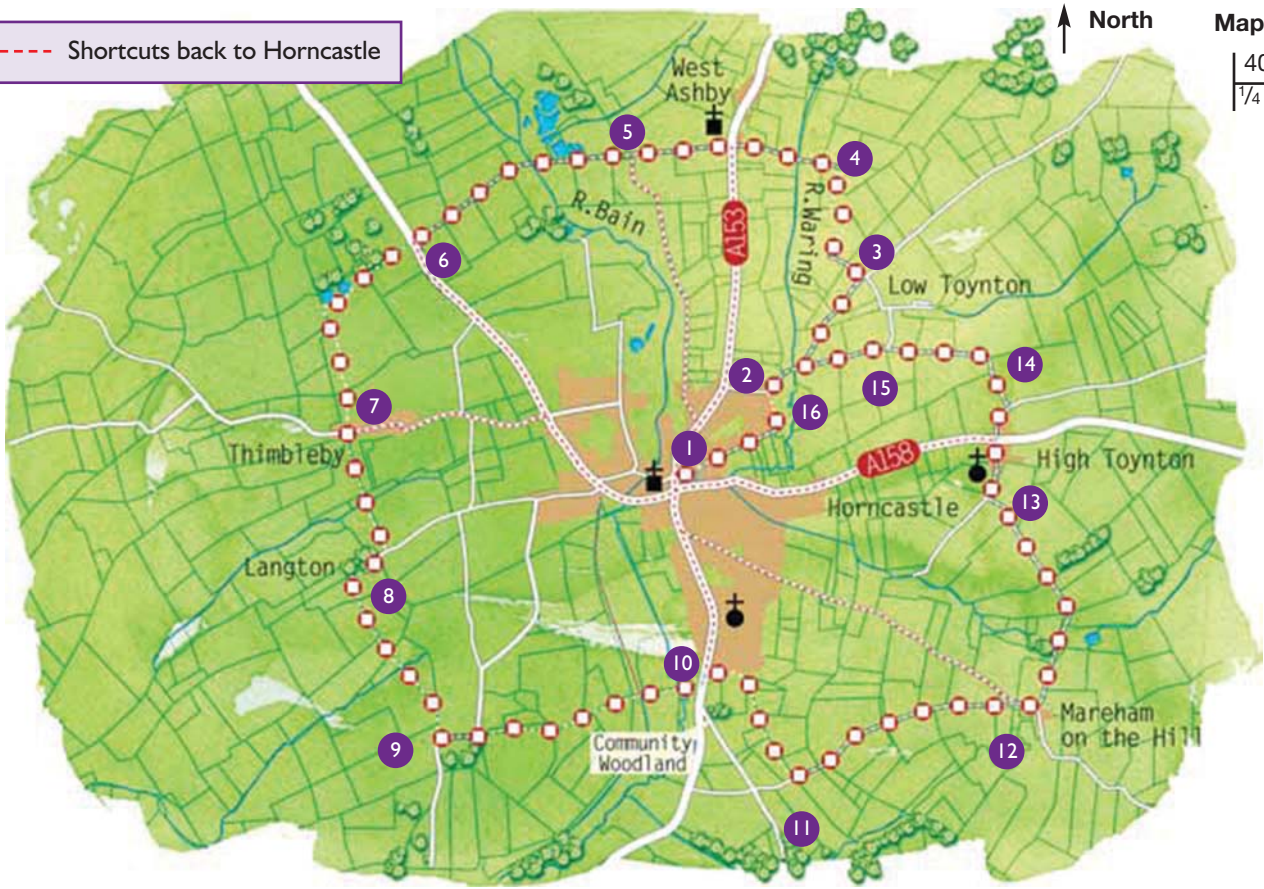 Shortcuts back to Horncastle
North
Map
40
1/4
West
Ashby
5
4
R.Bain
A153
R.Waring
3
6
Low Toynton
2
14
15
7
16
1
Thimbleby
A158
High Toynton
Horncastle
13
Langton
8
10
Mareham
on the Hill
9
Community
Woodland
12
11